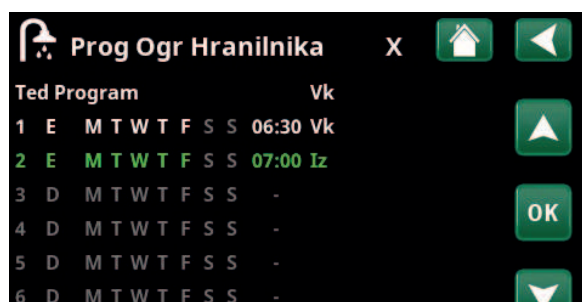 Prog Ogr Hranilnika X
Ted Program Vk
1 E M T W T F S S 06:30 Vk
2 E M T W T F S S 07:00 Iz
3 D M T W T F S S -
4 D M T W T F S S -
OK
5 D M T W T F S S -
6 D M T W T F S S -